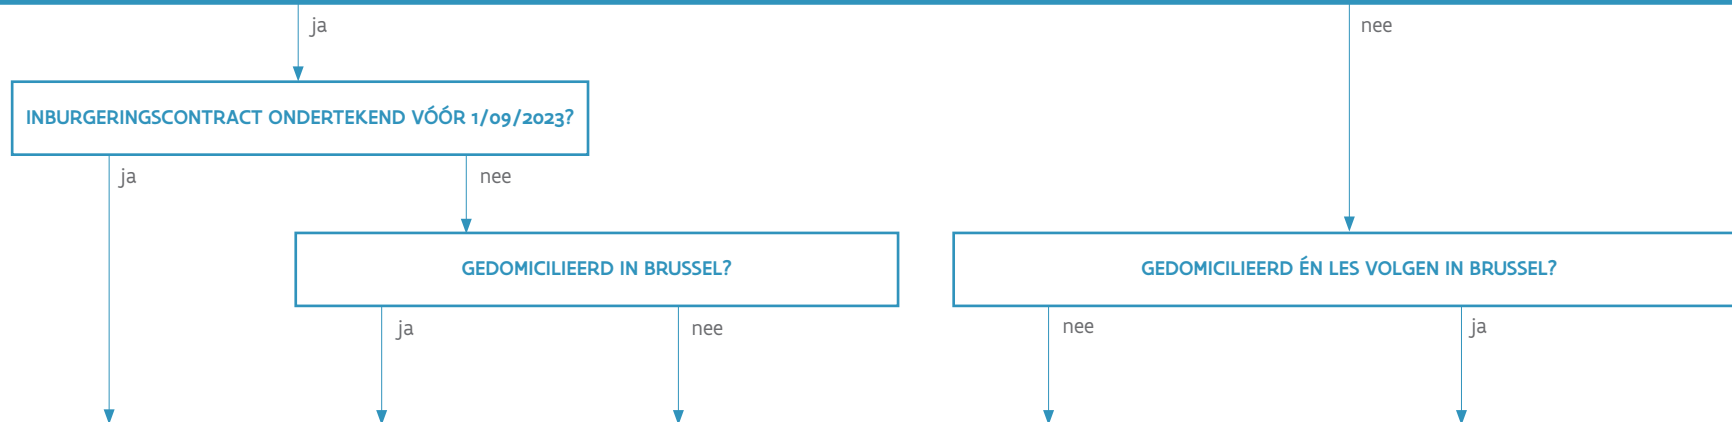 ja
nee
INBURGERINGSCONTRACT ONDERTEKEND VÓÓR 1/09/2023?
ja
nee
GEDOMICILIEERD IN BRUSSEL?
GEDOMICILIEERD ÉN LES VOLGEN IN BRUSSEL?
ja
nee
nee
ja